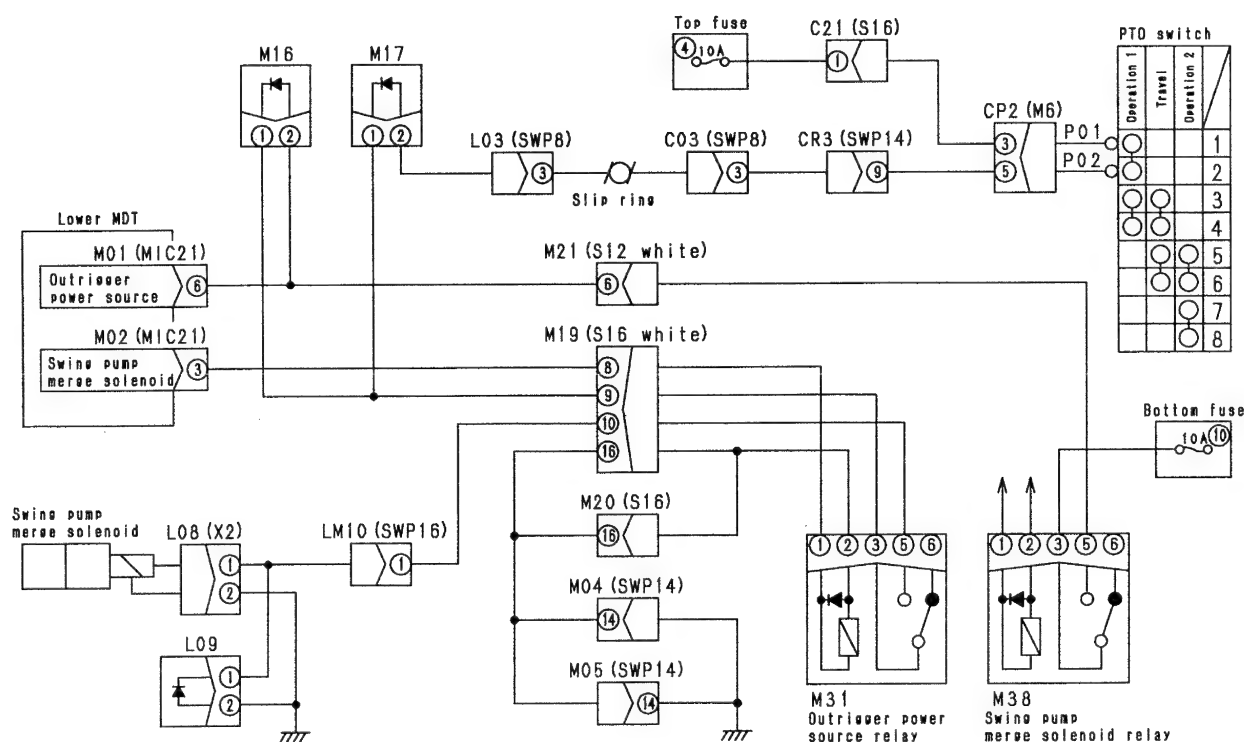 Top fuse
④ 10A
C21 (S16)
①
PTO switch
Operation 1
Travel
Operation 2
M16
① ②
M17
① ②
CP2 (M6)
③
⑤
P01
P02
1
2
3
4
5
6
7
8
L03 (SWP8)
③
Slip ring
C03 (SWP8)
③
CR3 (SWP14)
⑨
Lower MDT
M01 (MIC21)
Outrigger
power source
⑥
M21 (S12 white)
⑥
M02 (MIC21)
Swing pump
merge solenoid
③
M19 (S16 white)
⑧
⑨
⑩
⑯
Bottom fuse
10A ⑩
Swing pump
merge solenoid
L08 (X2)
①
②
LM10 (SWP16)
①
M20 (S16)
⑯
M04 (SWP14)
⑭
M05 (SWP14)
⑭
L09
①
②
① ② ③ ⑤ ⑥
M31
Outrigger power
source relay
① ② ③ ⑤ ⑥
M38
Swing pump
merge solenoid relay